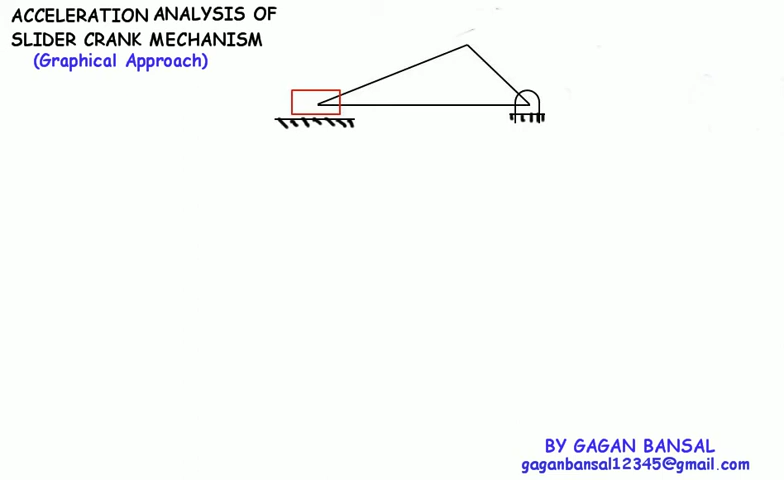 ACCELERATION ANALYSIS OF
SLIDER CRANK MECHANISM
(Graphical Approach)
BY GAGAN BANSAL
gaganbansal12345@gmail.com